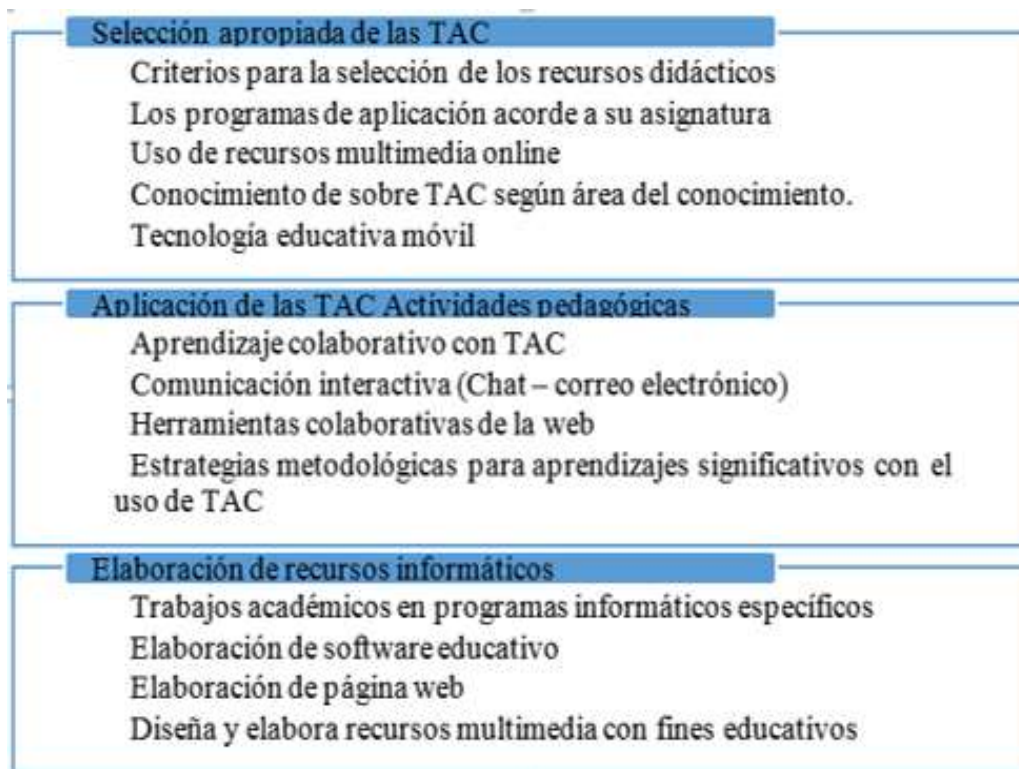 Selección apropiada de las TAC
Criterios para la selección de los recursos didácticos
Los programas de aplicación acorde a su asignatura
Uso de recursos multimedia online
Conocimiento de sobre TAC según área del conocimiento.
Tecnología educativa móvil
Aplicación de las TAC Actividades pedagógicas
Aprendizaje colaborativo con TAC
Comunicación interactiva (Chat – correo electrónico)
Herramientas colaborativas de la web
Estrategias metodológicas para aprendizajes significativos con el
uso de TAC
Elaboración de recursos informáticos
Trabajos académicos en programas informáticos específicos
Elaboración de software educativo
Elaboración de página web
Diseña y elabora recursos multimedia con fines educativos